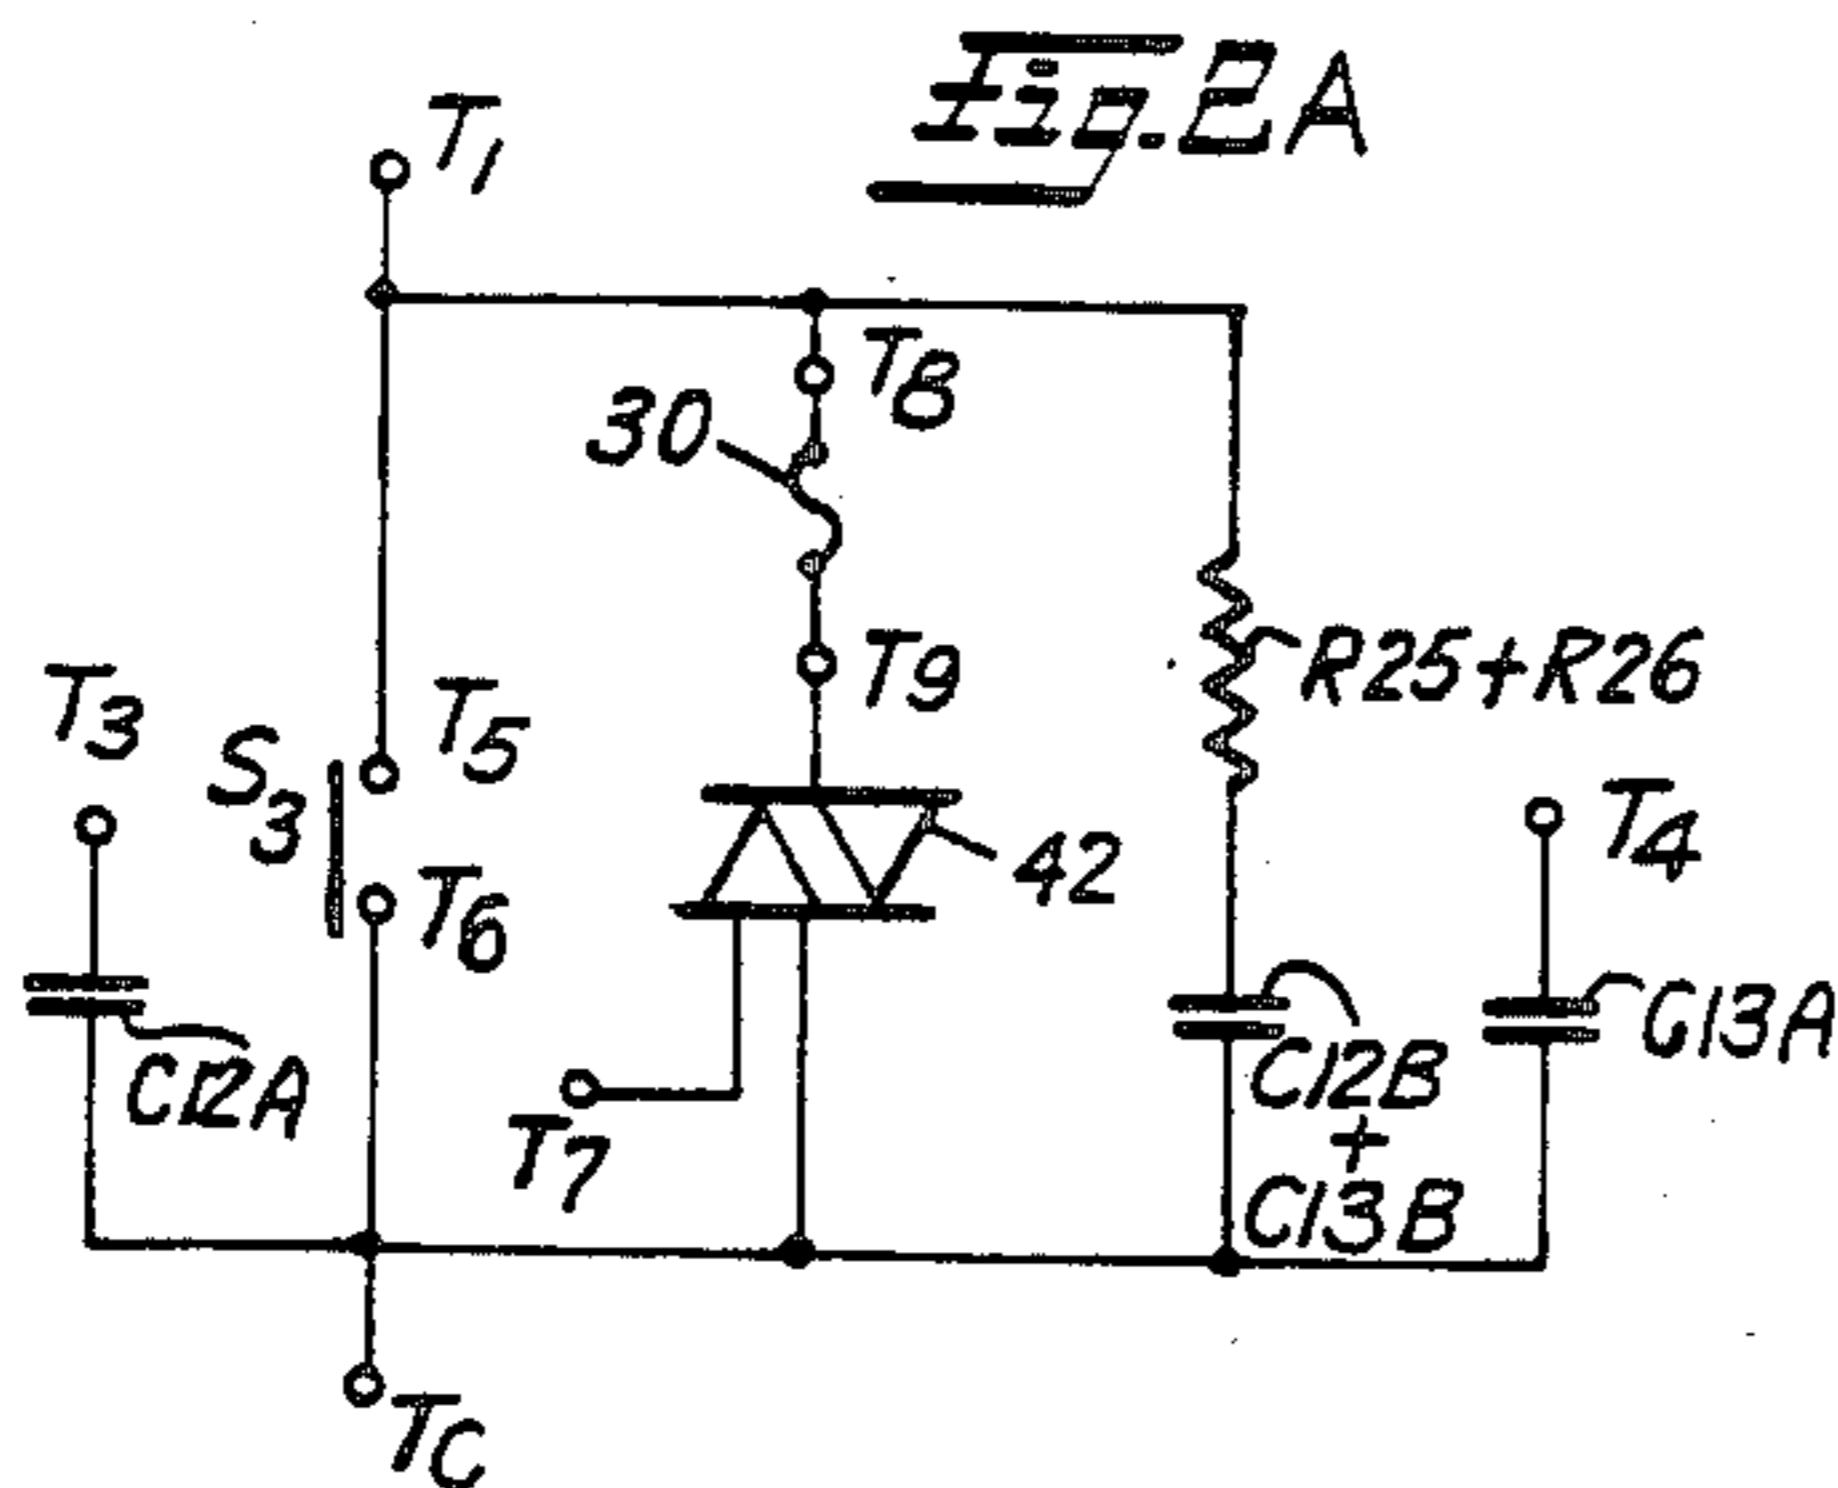 Fig. 2A
T1
T8
30
T9
R25+R26
T3
S3
T5
T4
42
T6
C13A
C12A
C12B
+
C13B
T7
TC